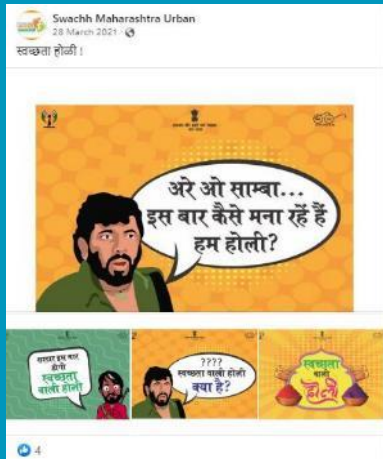 Swachh Maharashtra Urban
28 March 2021
स्वच्छता होळी !
अरे ओ साम्बा...
इस बार कैसे मना रहें हैं
हम होली?
सरदार इस बार
होगी
स्वच्छता
वाली होली
????
स्वच्छता वाली होली
क्या है?
स्वच्छता
वाली
होली
4